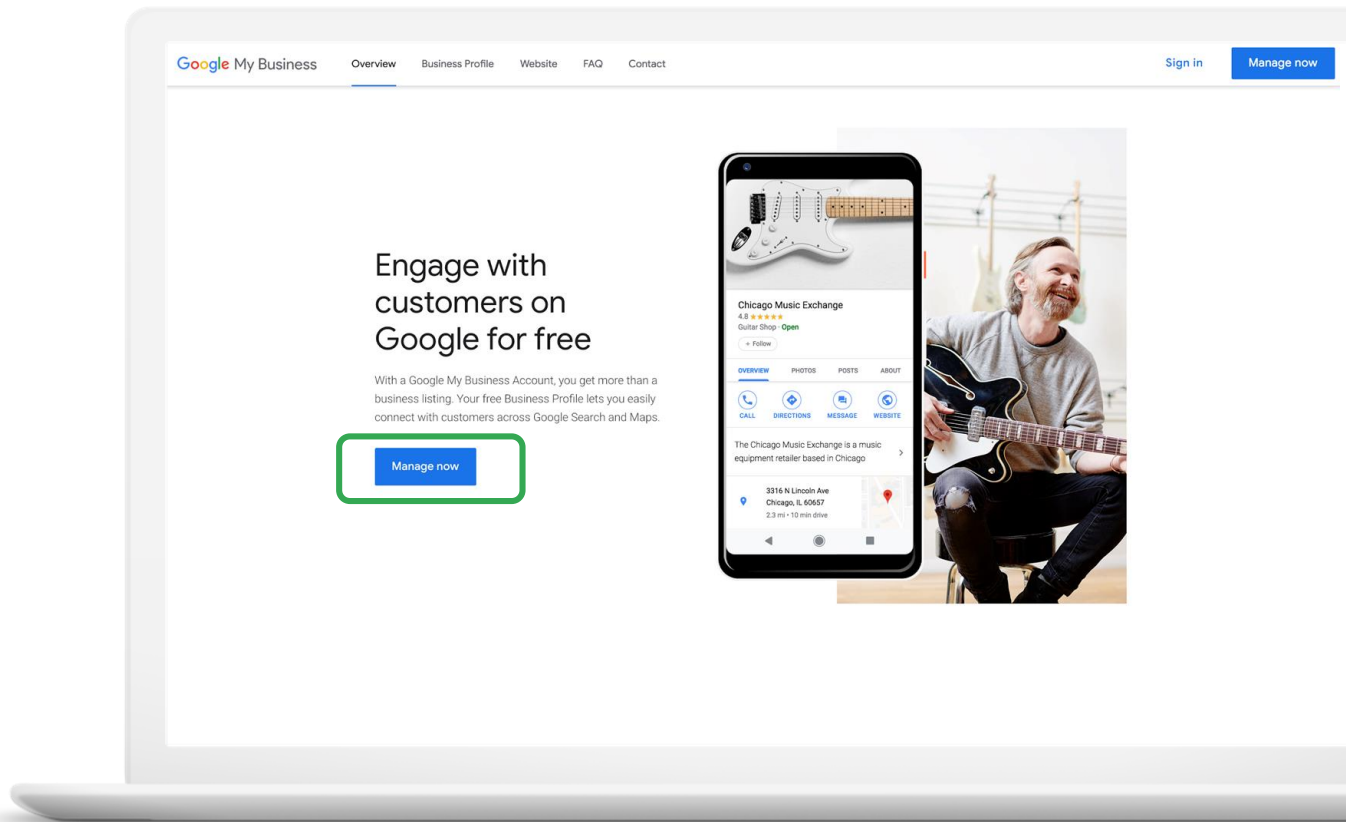 Google My Business
Overview
Business Profile
Website
FAQ
Contact
Sign in
Manage now
Engage with
customers on
Google for free
With a Google My Business Account, you get more than a
business listing. Your free Business Profile lets you easily
connect with customers across Google Search and Maps.
Manage now
Chicago Music Exchange
4.8 ★★★★★
Guitar Shop · Open
+ Follow
OVERVIEW
PHOTOS
POSTS
ABOUT
CALL
DIRECTIONS
MESSAGE
WEBSITE
The Chicago Music Exchange is a music
equipment retailer based in Chicago
3316 N Lincoln Ave
Chicago, IL 60657
2.3 mi • 10 min drive